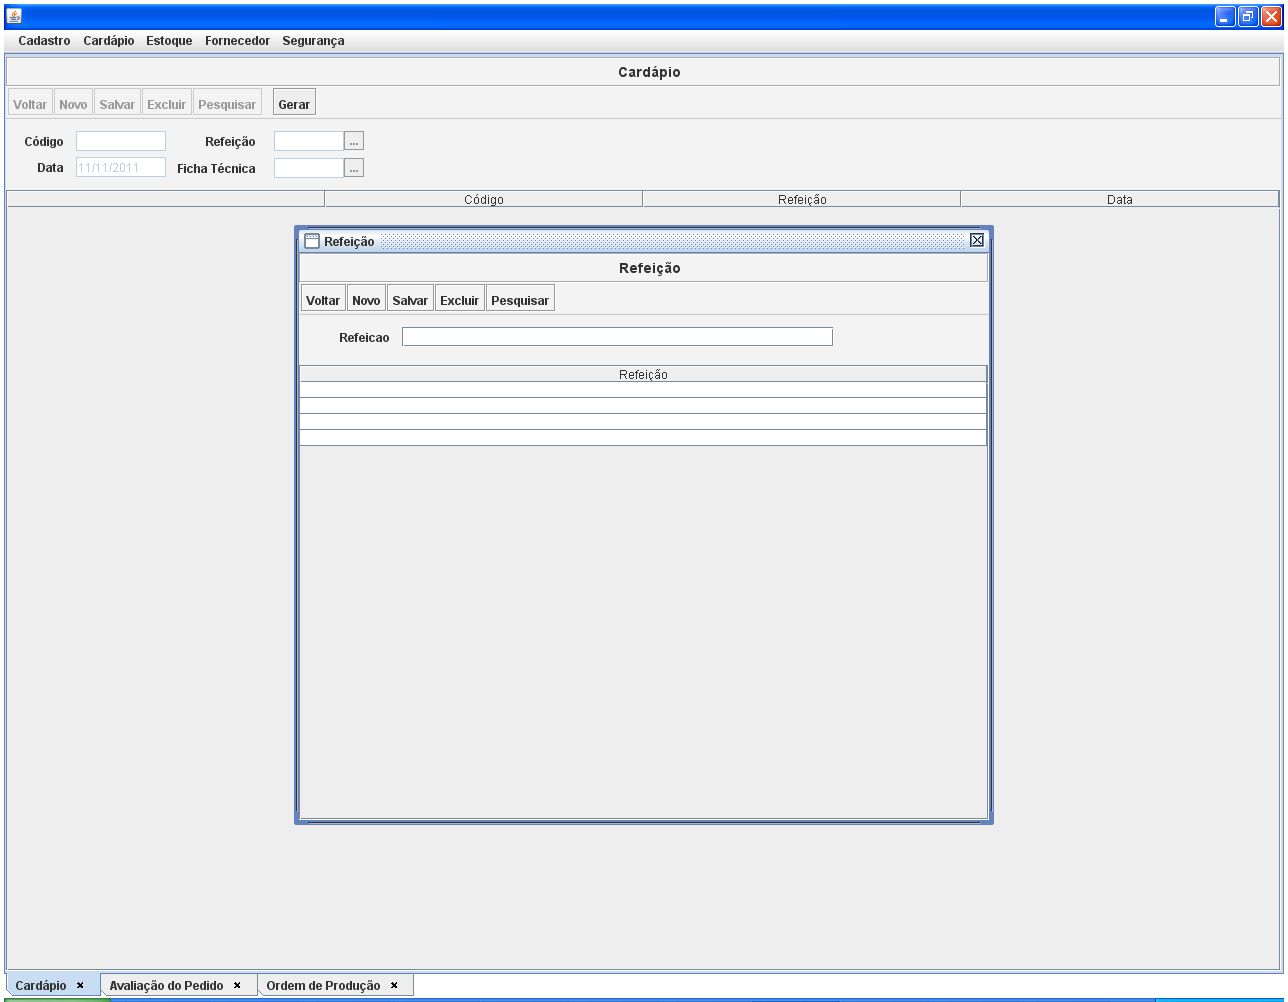 Cadastro Cardápio Estoque Fornecedor Segurança
Cardápio
Voltar Novo Salvar Excluir Pesquisar Gerar
Código Refeição ...
Data 11/11/2011 Ficha Técnica ...
Código Refeição Data
Refeição
Refeição
Voltar Novo Salvar Excluir Pesquisar
Refeicao
Refeição
Cardápio × Avaliação do Pedido × Ordem de Produção ×